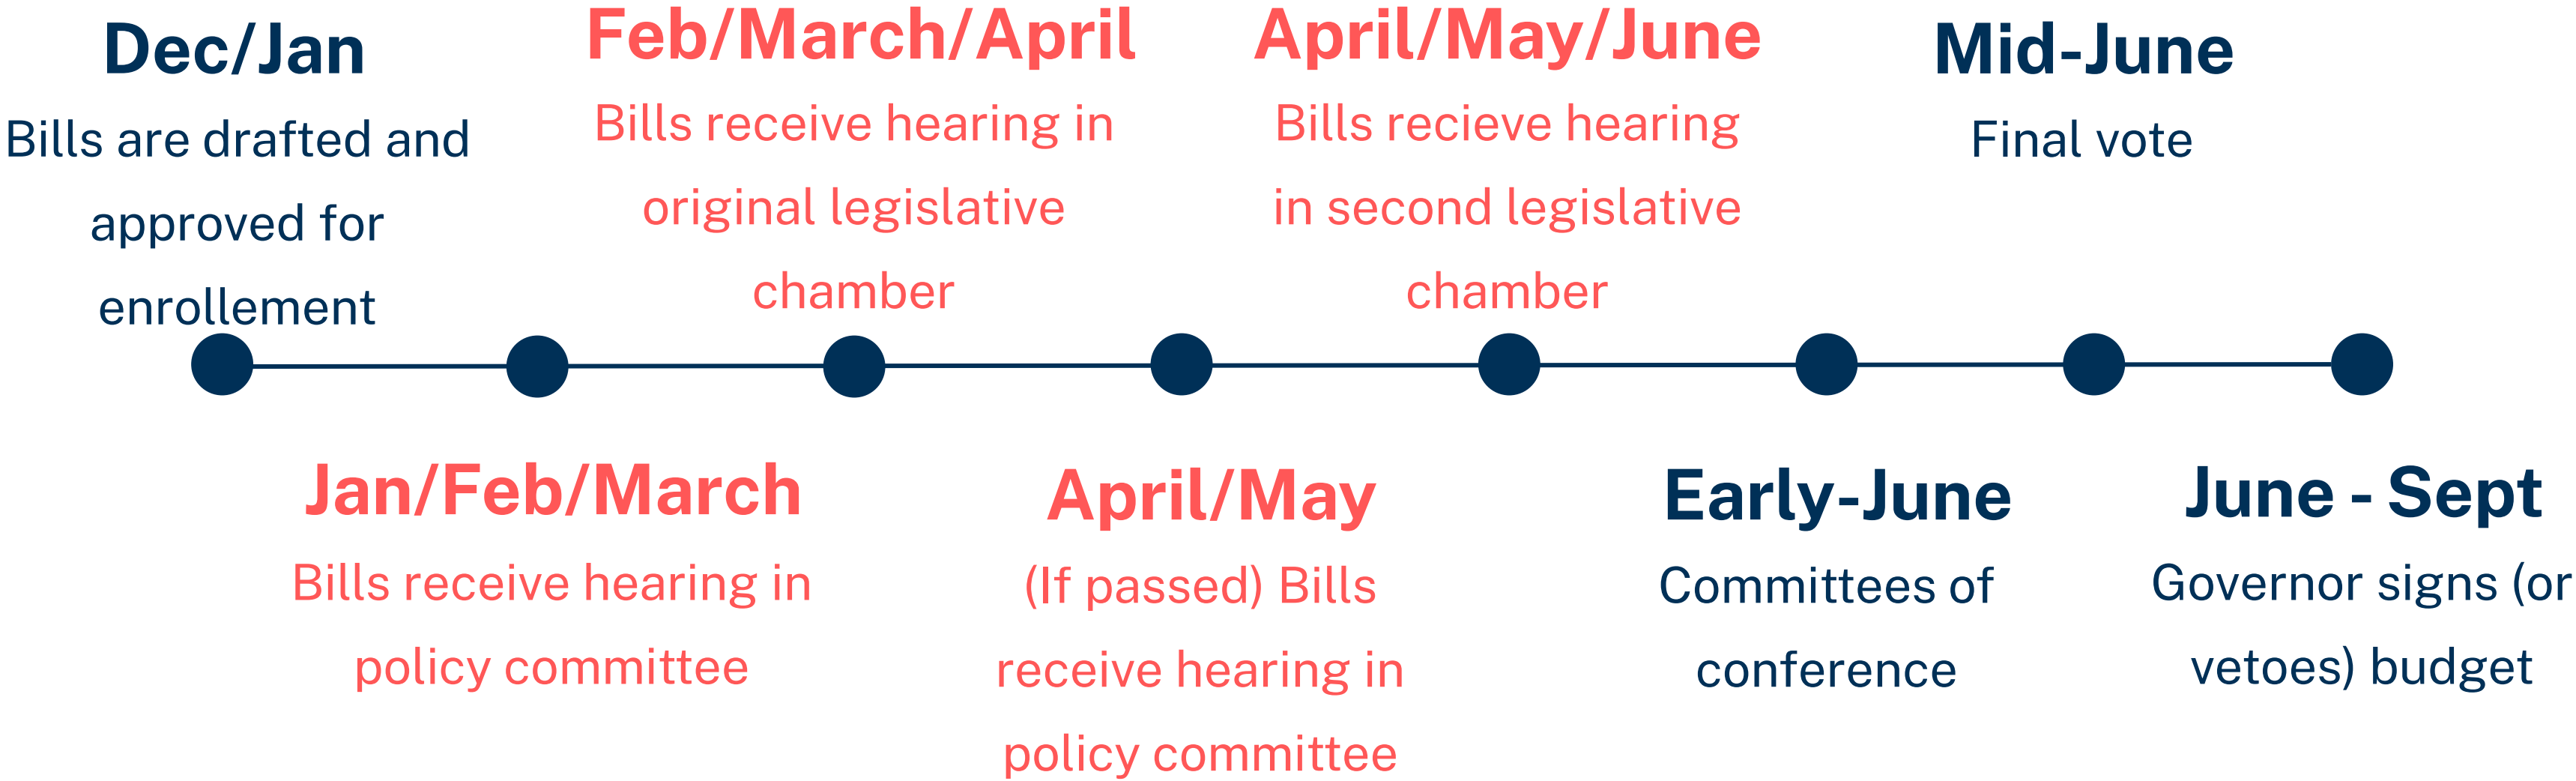 Dec/Jan
Bills are drafted and
approved for
enrollement
Jan/Feb/March
Bills receive hearing in
policy committee
Feb/March/April
Bills receive hearing in
original legislative
chamber
April/May
(If passed) Bills
receive hearing in
policy committee
April/May/June
Bills recieve hearing
in second legislative
chamber
Early-June
Committees of
conference
Mid-June
Final vote
June - Sept
Governor signs (or
vetoes) budget